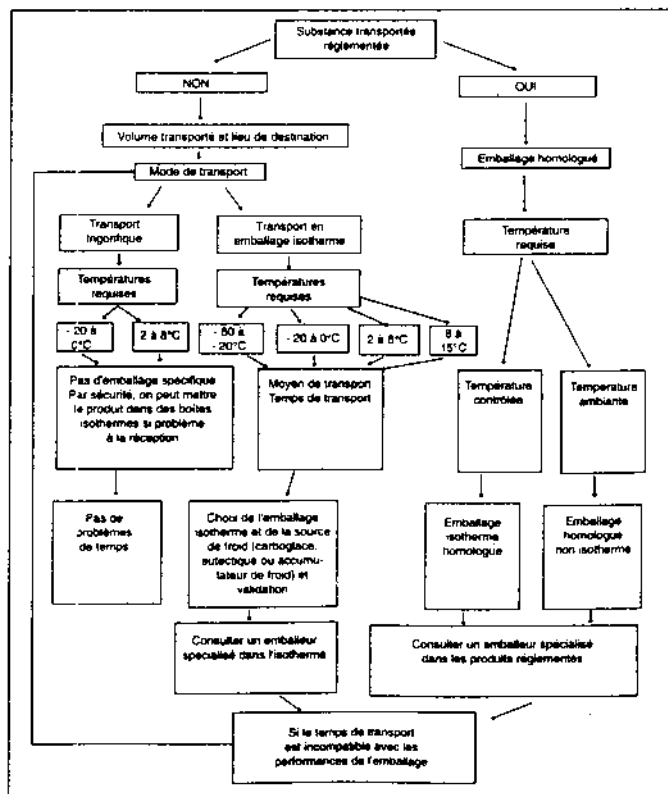 Substance transportée
réglementée
NON
OUI
Volume transporté et lieu de destination
Mode de transport
Emballage homologué
Transport
frigorifique
Transport en
emballage isotherme
Température
requise
Températures
requises
Températures
requises
- 20 à
0°C
2 à 8°C
- 80 à
- 20°C
- 20 à 0°C
2 à 8°C
8 à
15°C
Pas d'emballage spécifique
Par sécurité, on peut mettre
le produit dans des boîtes
isothermes si problème
à la réception
Moyen de transport
Temps de transport
Température
contrôlée
Température
ambiante
Pas de
problèmes
de temps
Choix de l'emballage
isotherme et de la source
de froid (carboglace,
eutectique ou accumu-
lateur de froid) et
validation
Emballage
isotherme
homologué
Emballage
homologué
non isotherme
Consulter un emballeur
spécialisé dans l'isotherme
Consulter un emballeur spécialisé
dans les produits réglementés
Si le temps de transport
est incompatible avec les
performances de l'emballage